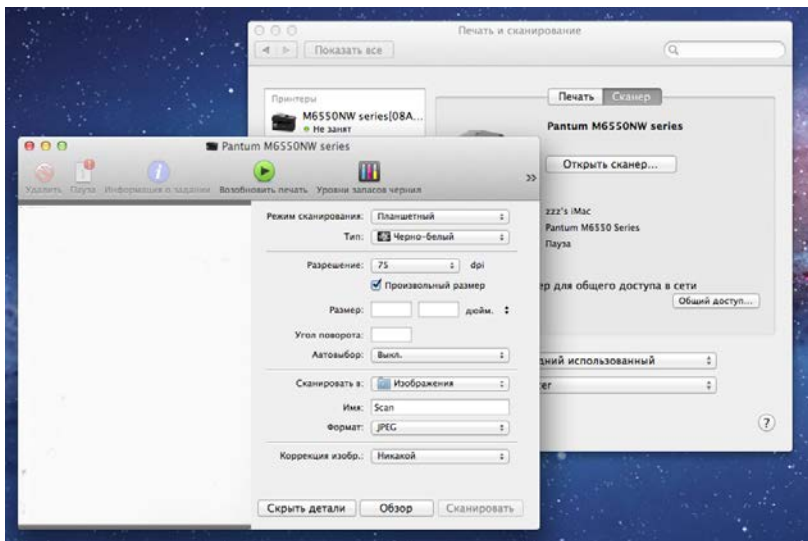 Печать и сканирование
Показать все
Принтеры
M6550NW series[08A...
Не занят
Печать Сканер
Pantum M6550NW series
Открыть сканер...
zzz's iMac
Pantum M6550 Series
Пауза
ер для общего доступа в сети
Общий доступ...
дний использованный
er
?
Pantum M6550NW series
Удалить Пауза Информация о задании Возобновить печать Уровни запасов чернил
Режим сканирования: Планшетный
Тип: Черно-белый
Разрешение: 75 dpi
Произвольный размер
Размер: дюйм.
Угол поворота:
Автовыбор: Выкл.
Сканировать в: Изображения
Имя: Scan
Формат: JPEG
Коррекция изобр.: Никакой
Скрыть детали Обзор Сканировать